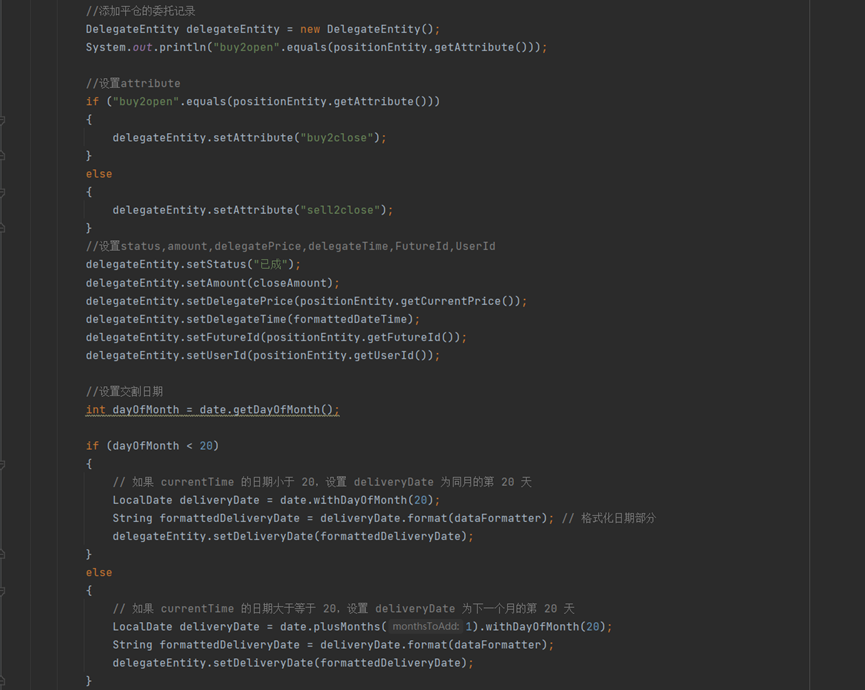 //添加平仓的委托记录
DelegateEntity delegateEntity = new DelegateEntity();
System.out.println("buy2open".equals(positionEntity.getAttribute()));
//设置attribute
if ("buy2open".equals(positionEntity.getAttribute()))
{
delegateEntity.setAttribute("buy2close");
}
else
{
delegateEntity.setAttribute("sell2close");
}
//设置status,amount,delegatePrice,delegateTime,FutureId,UserId
delegateEntity.setStatus("已成");
delegateEntity.setAmount(closeAmount);
delegateEntity.setDelegatePrice(positionEntity.getCurrentPrice());
delegateEntity.setDelegateTime(formattedDateTime);
delegateEntity.setFutureId(positionEntity.getFutureId());
delegateEntity.setUserId(positionEntity.getUserId());
//设置交割日期
int dayOfMonth = date.getDayOfMonth();
if (dayOfMonth < 20)
{
// 如果 currentTime 的日期小于 20，设置 deliveryDate 为同月的第 20 天
LocalDate deliveryDate = date.withDayOfMonth(20);
String formattedDeliveryDate = deliveryDate.format(dataFormatter); // 格式化日期部分
delegateEntity.setDeliveryDate(formattedDeliveryDate);
}
else
{
// 如果 currentTime 的日期大于等于 20，设置 deliveryDate 为下一个月的第 20 天
LocalDate deliveryDate = date.plusMonths( monthsToAdd: 1).withDayOfMonth(20);
String formattedDeliveryDate = deliveryDate.format(dataFormatter);
delegateEntity.setDeliveryDate(formattedDeliveryDate);
}